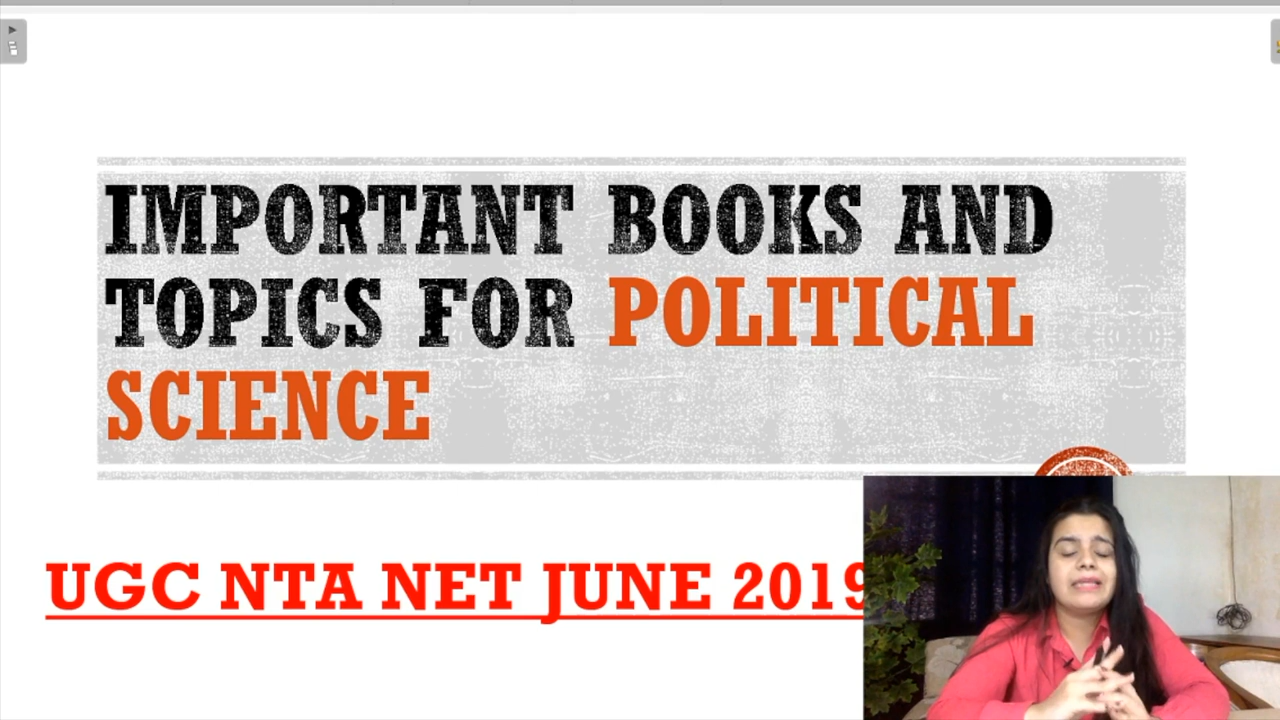 IMPORTANT BOOKS AND
TOPICS FOR POLITICAL
SCIENCE
UGC NTA NET JUNE 2019